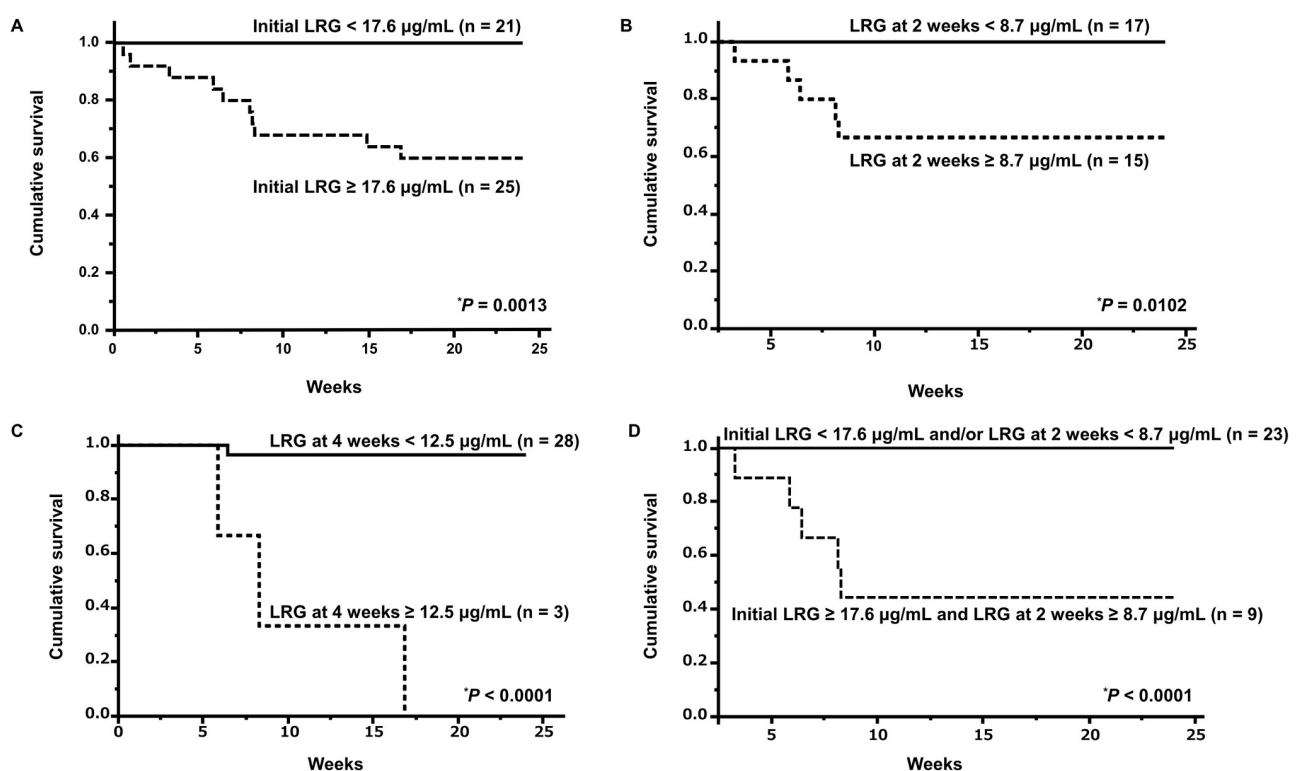 A
Initial LRG < 17.6 µg/mL (n = 21)
1.0
0.8
0.6
0.4
0.2
0.0
Cumulative survival
Initial LRG ≥ 17.6 µg/mL (n = 25)
*P = 0.0013
0 5 10 15 20 25
Weeks
B
LRG at 2 weeks < 8.7 µg/mL (n = 17)
1.0
0.8
0.6
0.4
0.2
0.0
Cumulative survival
LRG at 2 weeks ≥ 8.7 µg/mL (n = 15)
*P = 0.0102
5 10 15 20 25
Weeks
C
LRG at 4 weeks < 12.5 µg/mL (n = 28)
1.0
0.8
0.6
0.4
0.2
0.0
Cumulative survival
LRG at 4 weeks ≥ 12.5 µg/mL (n = 3)
*P < 0.0001
0 5 10 15 20 25
Weeks
D
Initial LRG < 17.6 µg/mL and/or LRG at 2 weeks < 8.7 µg/mL (n = 23)
1.0
0.8
0.6
0.4
0.2
0.0
Cumulative survival
Initial LRG ≥ 17.6 µg/mL and LRG at 2 weeks ≥ 8.7 µg/mL (n = 9)
*P < 0.0001
5 10 15 20 25
Weeks